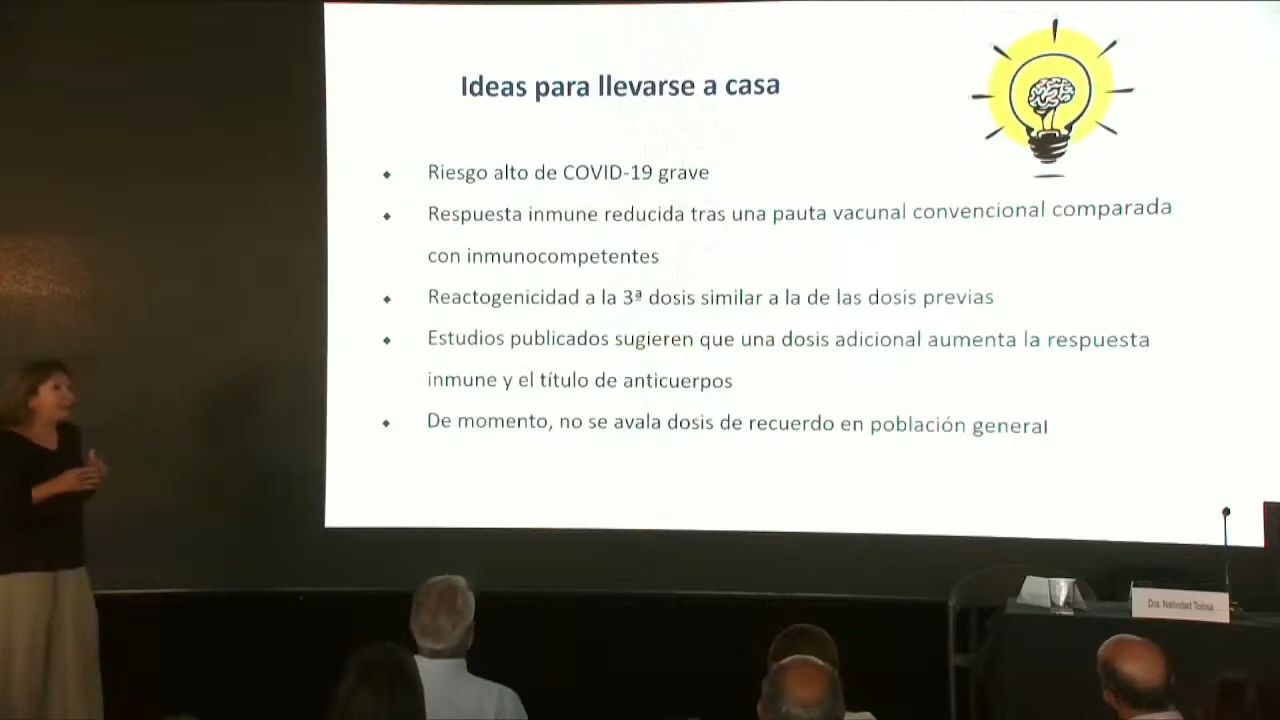 Ideas para llevarse a casa
Riesgo alto de COVID-19 grave
Respuesta inmune reducida tras una pauta vacunal convencional comparada
con inmunocompetentes
Reactogenicidad a la 3ª dosis similar a la de las dosis previas
Estudios publicados sugieren que una dosis adicional aumenta la respuesta
inmune y el título de anticuerpos
De momento, no se avala dosis de recuerdo en población general
Dra. Natividad Tolosa